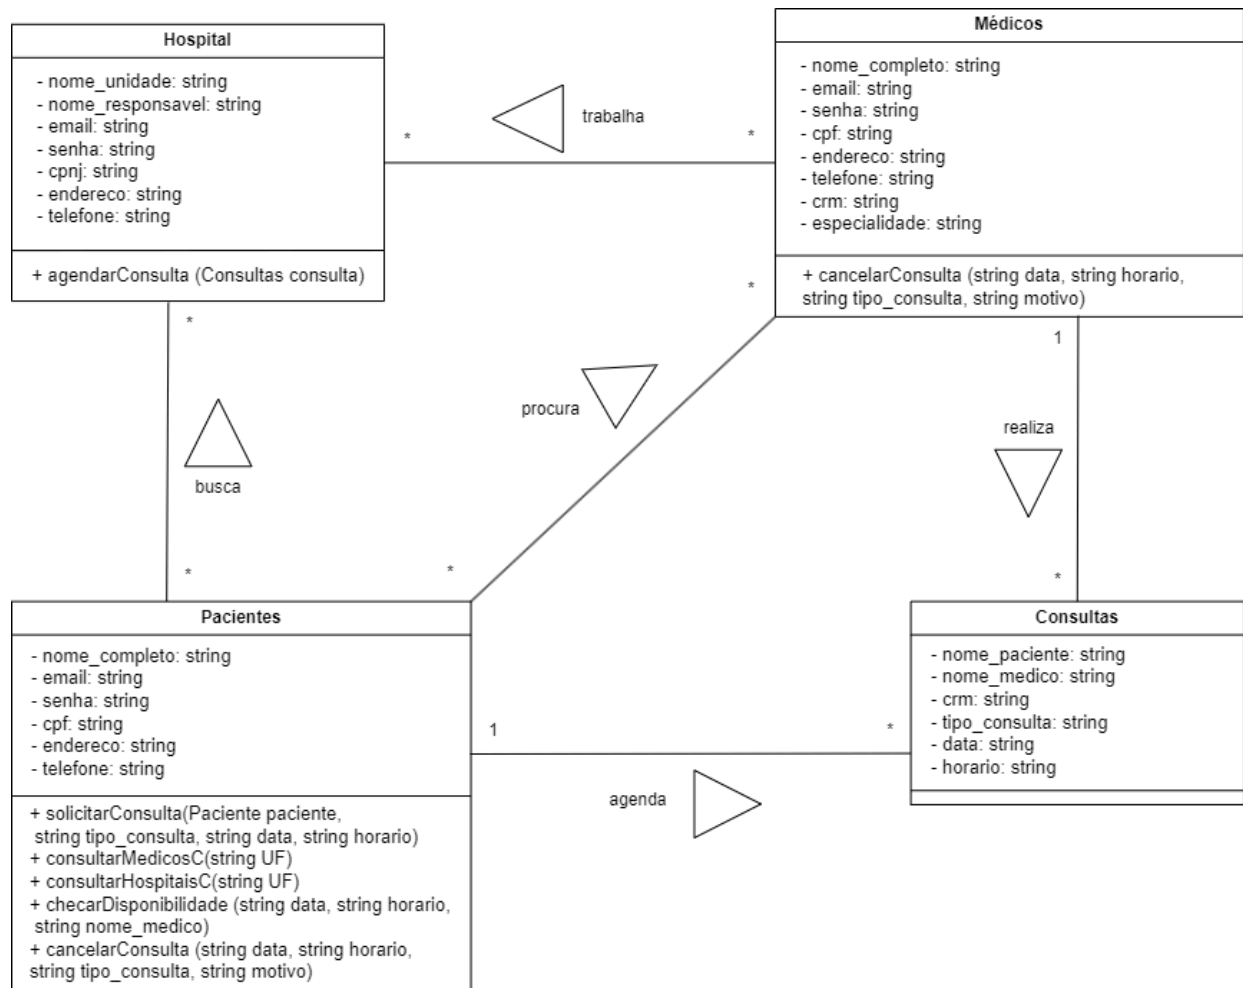 Hospital
- nome_unidade: string
- nome_responsavel: string
- email: string
- senha: string
- cpnj: string
- endereco: string
- telefone: string
+ agendarConsulta (Consultas consulta)
Médicos
- nome_completo: string
- email: string
- senha: string
- cpf: string
- endereco: string
- telefone: string
- crm: string
- especialidade: string
+ cancelarConsulta (string data, string horario,
string tipo_consulta, string motivo)
trabalha
*
*
*
*
1
procura
realiza
busca
*
*
*
Pacientes
- nome_completo: string
- email: string
- senha: string
- cpf: string
- endereco: string
- telefone: string
+ solicitarConsulta(Paciente paciente,
string tipo_consulta, string data, string horario)
+ consultarMedicosC(string UF)
+ consultarHospitaisC(string UF)
+ checarDisponibilidade (string data, string horario,
string nome_medico)
+ cancelarConsulta (string data, string horario,
string tipo_consulta, string motivo)
1
*
agenda
Consultas
- nome_paciente: string
- nome_medico: string
- crm: string
- tipo_consulta: string
- data: string
- horario: string